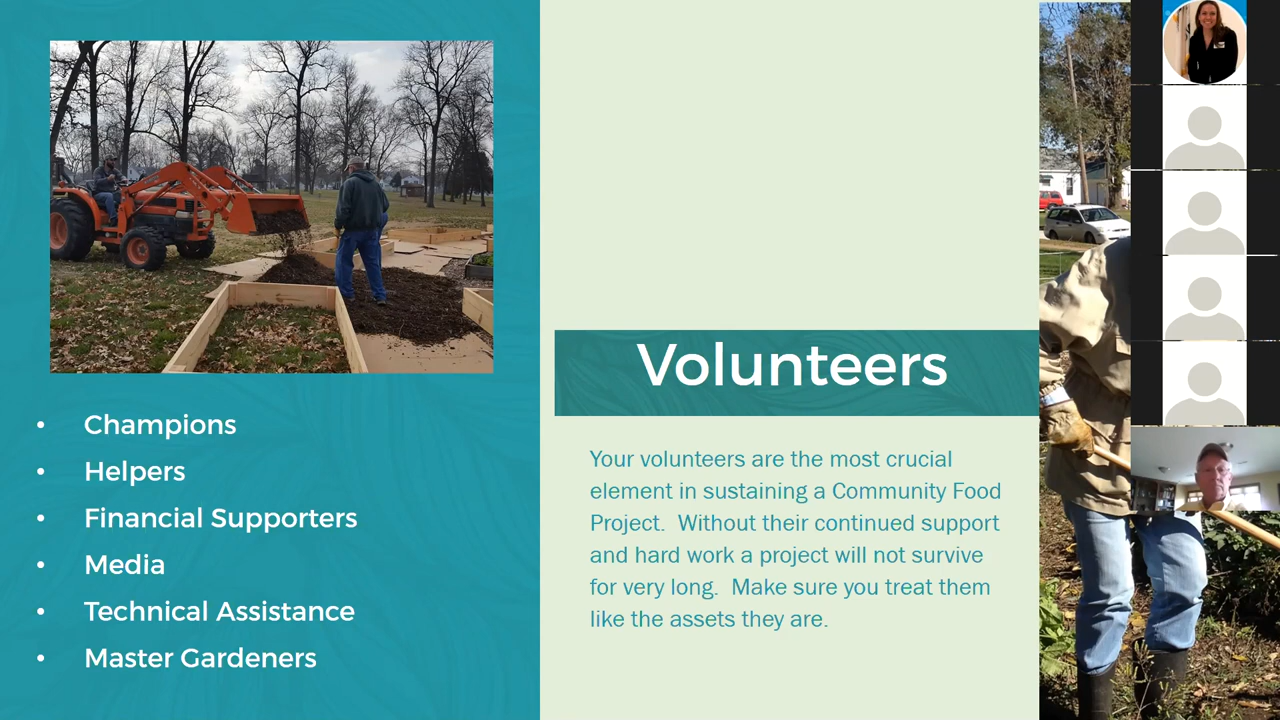 Champions
Helpers
Financial Supporters
Media
Technical Assistance
Master Gardeners
Volunteers
Your volunteers are the most crucial
element in sustaining a Community Food
Project.  Without their continued support
and hard work a project will not survive
for very long.  Make sure you treat them
like the assets they are.